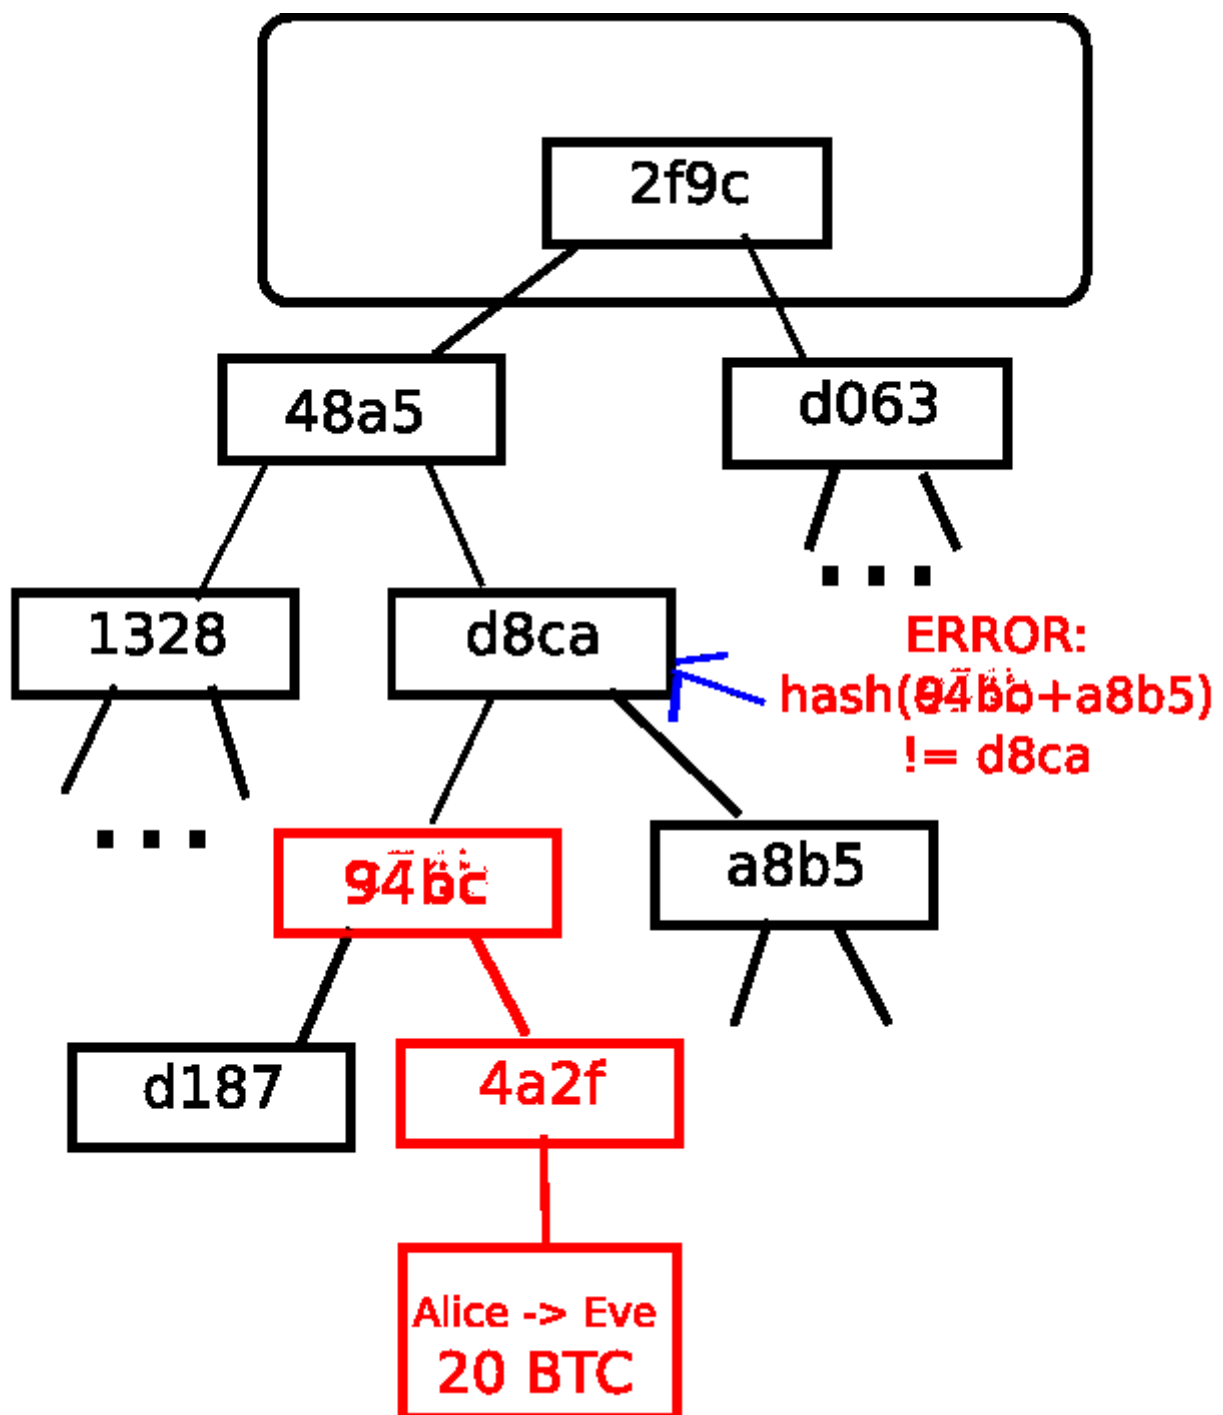 2f9c
48a5
d063
1328
d8ca
ERROR:
!= d8ca
a8b5
d187
4a2f
Alice -> Eve
20 BTC